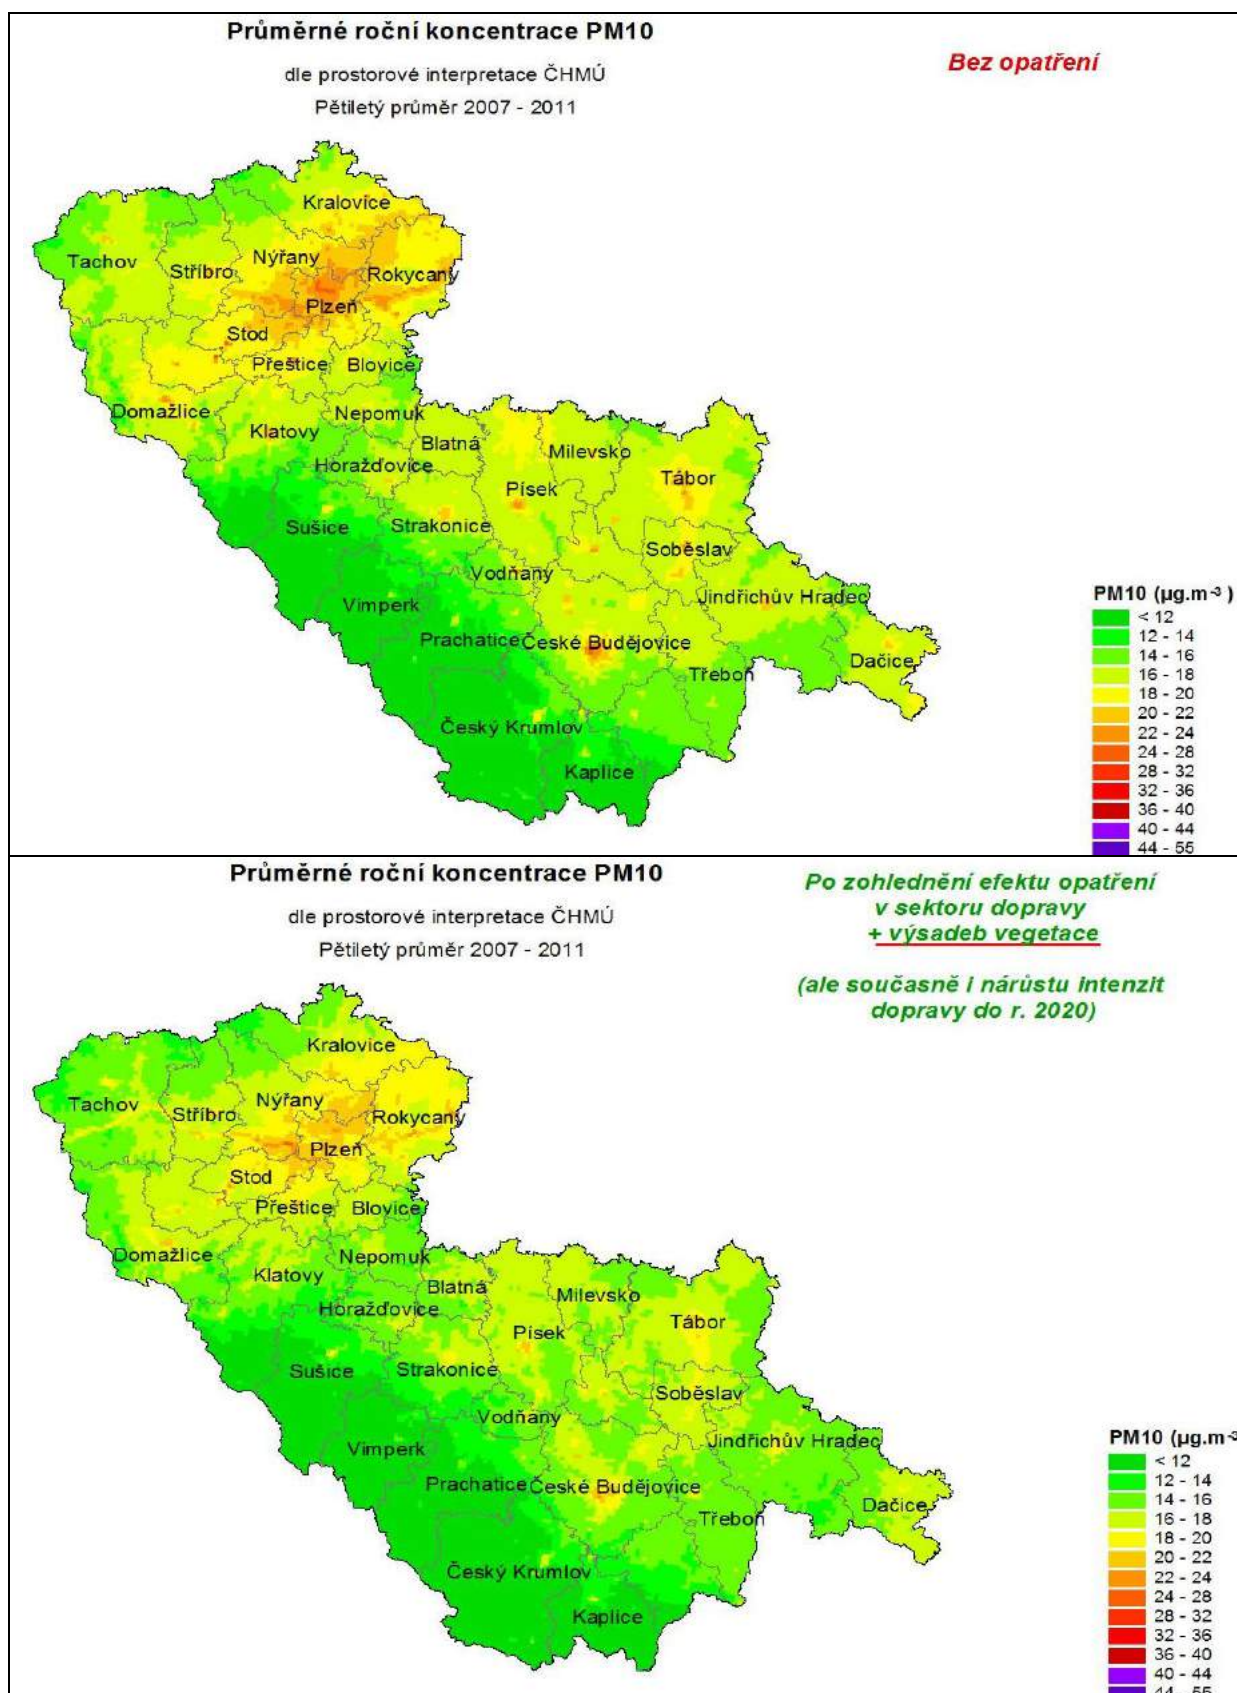 Průměrné roční koncentrace PM10
Bez opatření
dle prostorové interpretace ČHMÚ
Pětiletý průměr 2007 - 2011
Kralovice
Tachov
Stříbro
Nýřany
Rokycany
Plzeň
Stod
Přeštice
Blovice
Domažlice
Klatovy
Nepomuk
Blatná
Milevsko
Horažďovice
Tábor
Písek
Sušice
Strakonice
Soběslav
Vodňany
Vimperk
Jindřichův Hradec
Prachatice
České Budějovice
Dačice
Třeboň
Český Krumlov
Kaplice
PM10 (µg.m-3 )
< 12
12 - 14
14 - 16
16 - 18
18 - 20
20 - 22
22 - 24
24 - 28
28 - 32
32 - 36
36 - 40
40 - 44
44 - 55
Průměrné roční koncentrace PM10
Po zohlednění efektu opatření
v sektoru dopravy
+ výsadeb vegetace
dle prostorové interpretace ČHMÚ
Pětiletý průměr 2007 - 2011
(ale současně i nárůstu intenzit
dopravy do r. 2020)
Kralovice
Tachov
Stříbro
Nýřany
Rokycany
Plzeň
Stod
Přeštice
Blovice
Domažlice
Klatovy
Nepomuk
Blatná
Milevsko
Horažďovice
Tábor
Písek
Sušice
Strakonice
Soběslav
Vodňany
Jindřichův Hradec
Vimperk
Prachatice
České Budějovice
Dačice
Třeboň
Český Krumlov
Kaplice
PM10 (µg.m-3
< 12
12 - 14
14 - 16
16 - 18
18 - 20
20 - 22
22 - 24
24 - 28
28 - 32
32 - 36
36 - 40
40 - 44
44 - 55